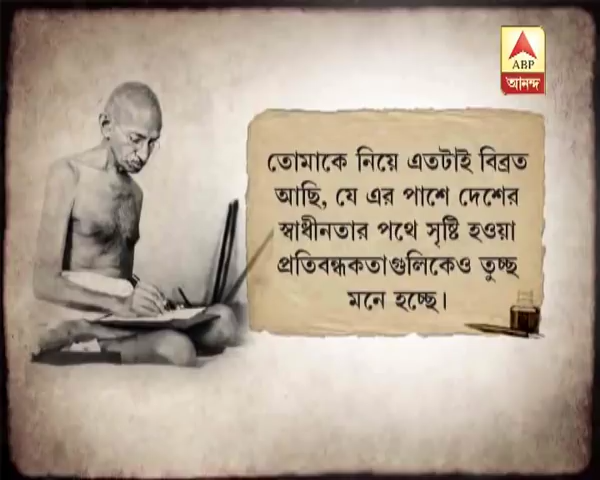 ABP
আনন্দ
তোমাকে নিয়ে এতটাই বিব্রত
আছি, যে এর পাশে দেশের
স্বাধীনতার পথে সৃষ্টি হওয়া
প্রতিবন্ধকতাগুলিকেও তুচ্ছ
মনে হচ্ছে।